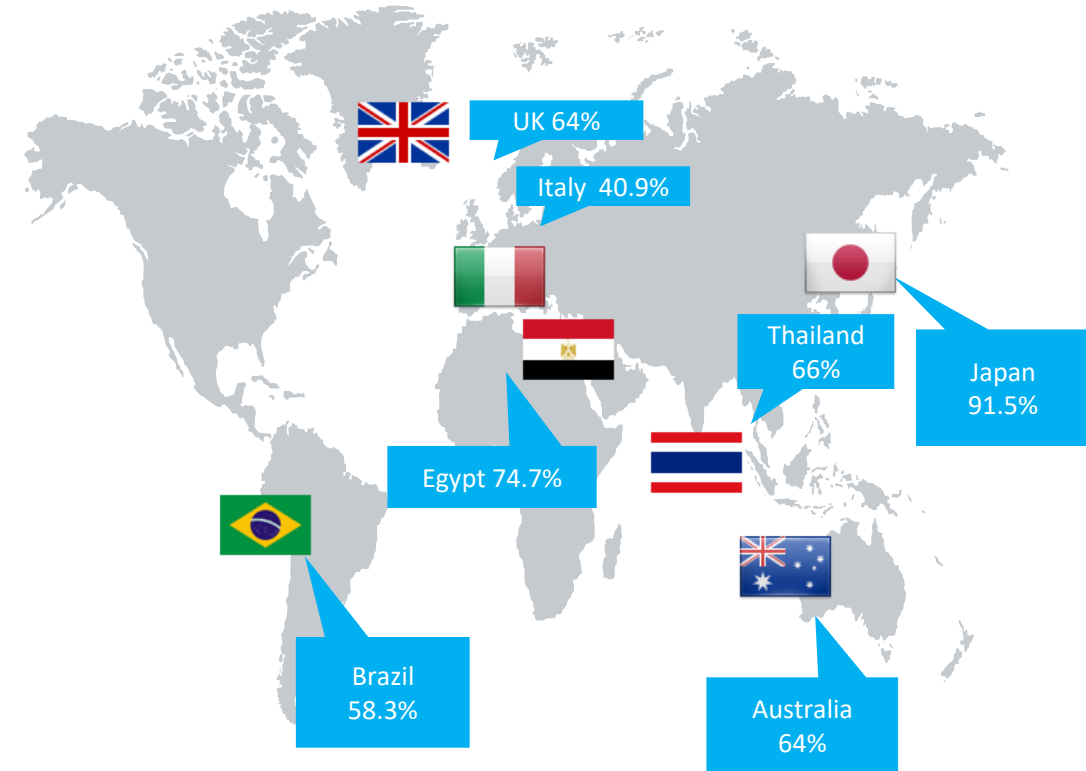 UK 64%
Italy  40.9%
Thailand
66%
Japan
91.5%
Egypt 74.7%
Brazil
58.3%
Australia
64%